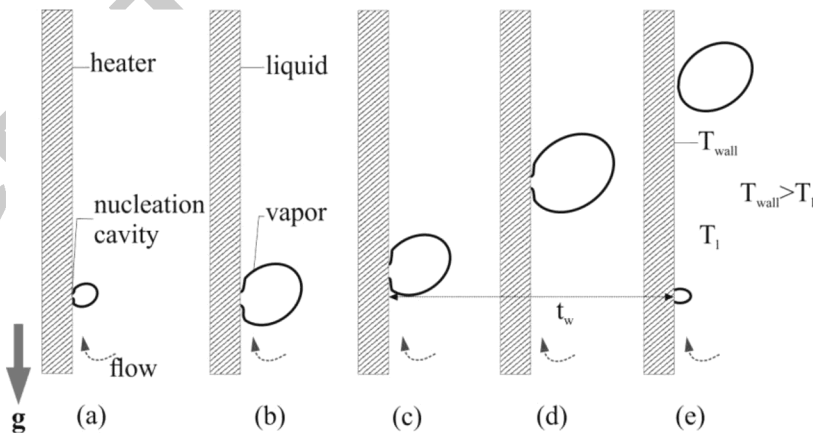 heater
liquid
nucleation
cavity
vapor
T_wall
T_wall>T_l
T_l
t_w
flow
g
(a)
(b)
(c)
(d)
(e)